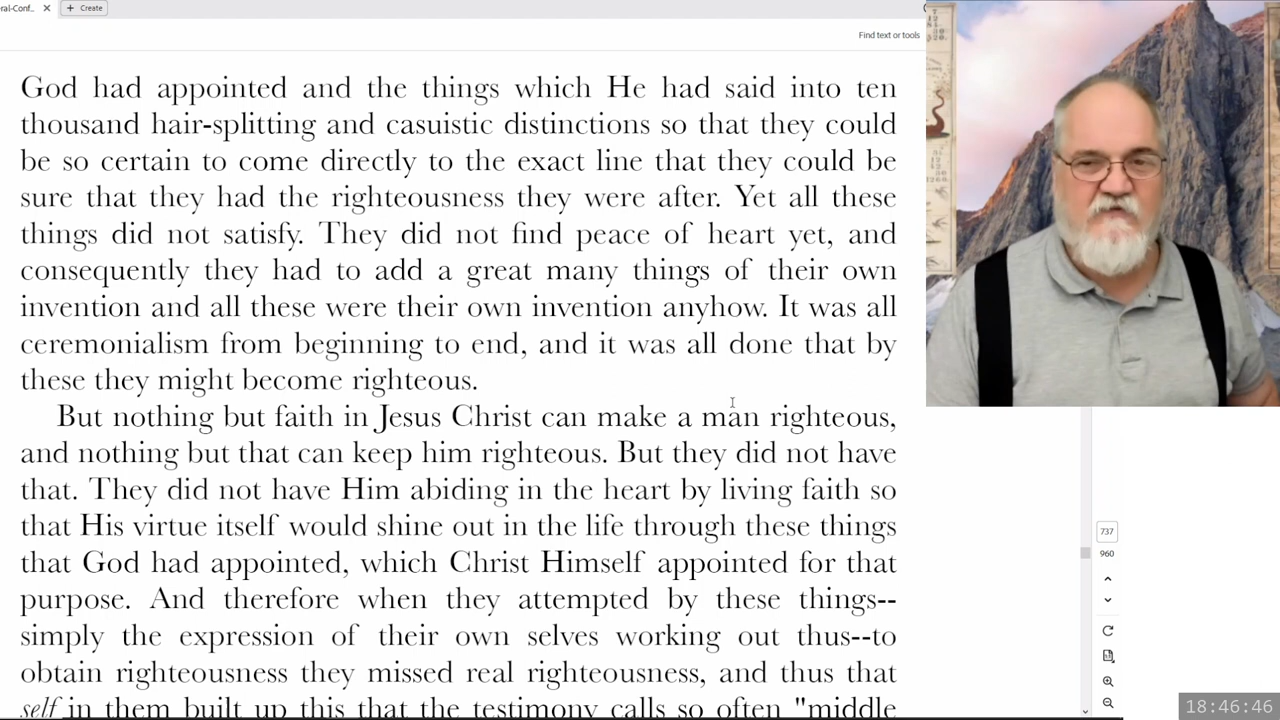 ral-Conf..
Create
Find text or tools
God had appointed and the things which He had said into ten
thousand hair-splitting and casuistic distinctions so that they could
be so certain to come directly to the exact line that they could be
sure that they had the righteousness they were after. Yet all these
things did not satisfy. They did not find peace of heart yet, and
consequently they had to add a great many things of their own
invention and all these were their own invention anyhow. It was all
ceremonialism from beginning to end, and it was all done that by
these they might become righteous.
But nothing but faith in Jesus Christ can make a man righteous,
and nothing but that can keep him righteous. But they did not have
that. They did not have Him abiding in the heart by living faith so
that His virtue itself would shine out in the life through these things
that God had appointed, which Christ Himself appointed for that
purpose. And therefore when they attempted by these things--
simply the expression of their own selves working out thus--to
obtain righteousness they missed real righteousness, and thus that
self in them built up this that the testimony calls so often "middle
737
960
18:46:46